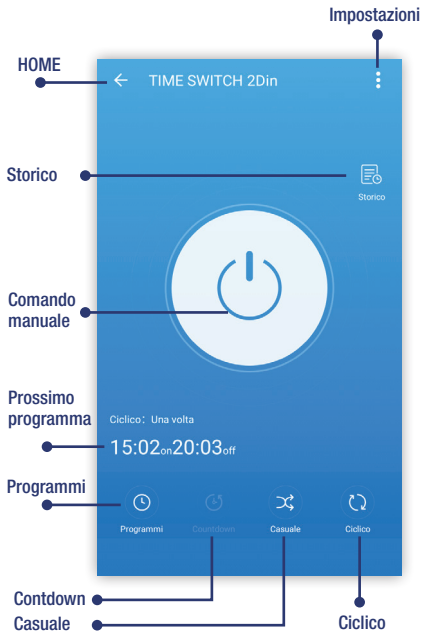 Impostazioni
HOME
TIME SWITCH 2Din
Storico
Storico
Comando
manuale
Prossimo
programma
Ciclico: Una volta
15:02on20:03off
Programmi
Programmi
Countdown
Casuale
Ciclico
Contdown
Casuale
Ciclico